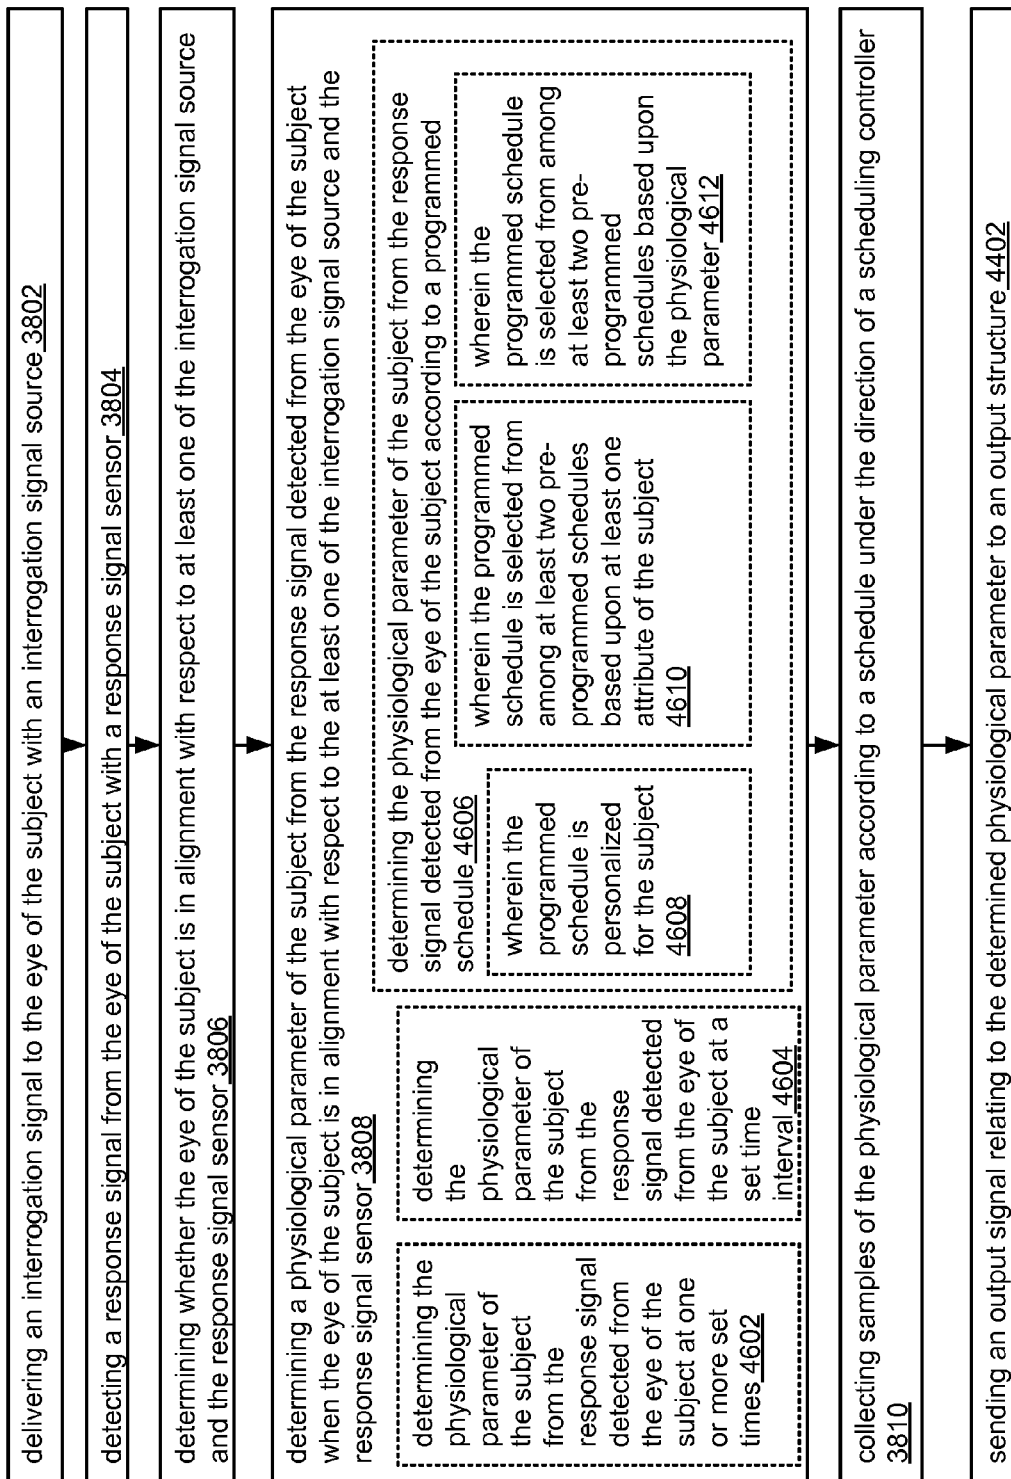 delivering an interrogation signal to the eye of the subject with an interrogation signal source 3802
detecting a response signal from the eye of the subject with a response signal sensor 3804
determining whether the eye of the subject is in alignment with respect to at least one of the interrogation signal source
and the response signal sensor 3806
determining a physiological parameter of the subject from the response signal detected from the eye of the subject
when the eye of the subject is in alignment with respect to the at least one of the interrogation signal source and the
response signal sensor 3808
determining the
physiological
parameter of
the subject
from the
response signal
detected from
the eye of the
subject at one
or more set
times 4602
determining
the
physiological
parameter of
the subject
from the
response
signal detected
from the eye of
the subject at a
set time
interval 4604
determining the physiological parameter of the subject from the response
signal detected from the eye of the subject according to a programmed
schedule 4606
wherein the
programmed
schedule is
personalized
for the subject
4608
wherein the programmed
schedule is selected from
among at least two pre-
programmed schedules
based upon at least one
attribute of the subject
4610
wherein the
programmed schedule
is selected from among
at least two pre-
programmed
schedules based upon
the physiological
parameter 4612
collecting samples of the physiological parameter according to a schedule under the direction of a scheduling controller
3810
sending an output signal relating to the determined physiological parameter to an output structure 4402